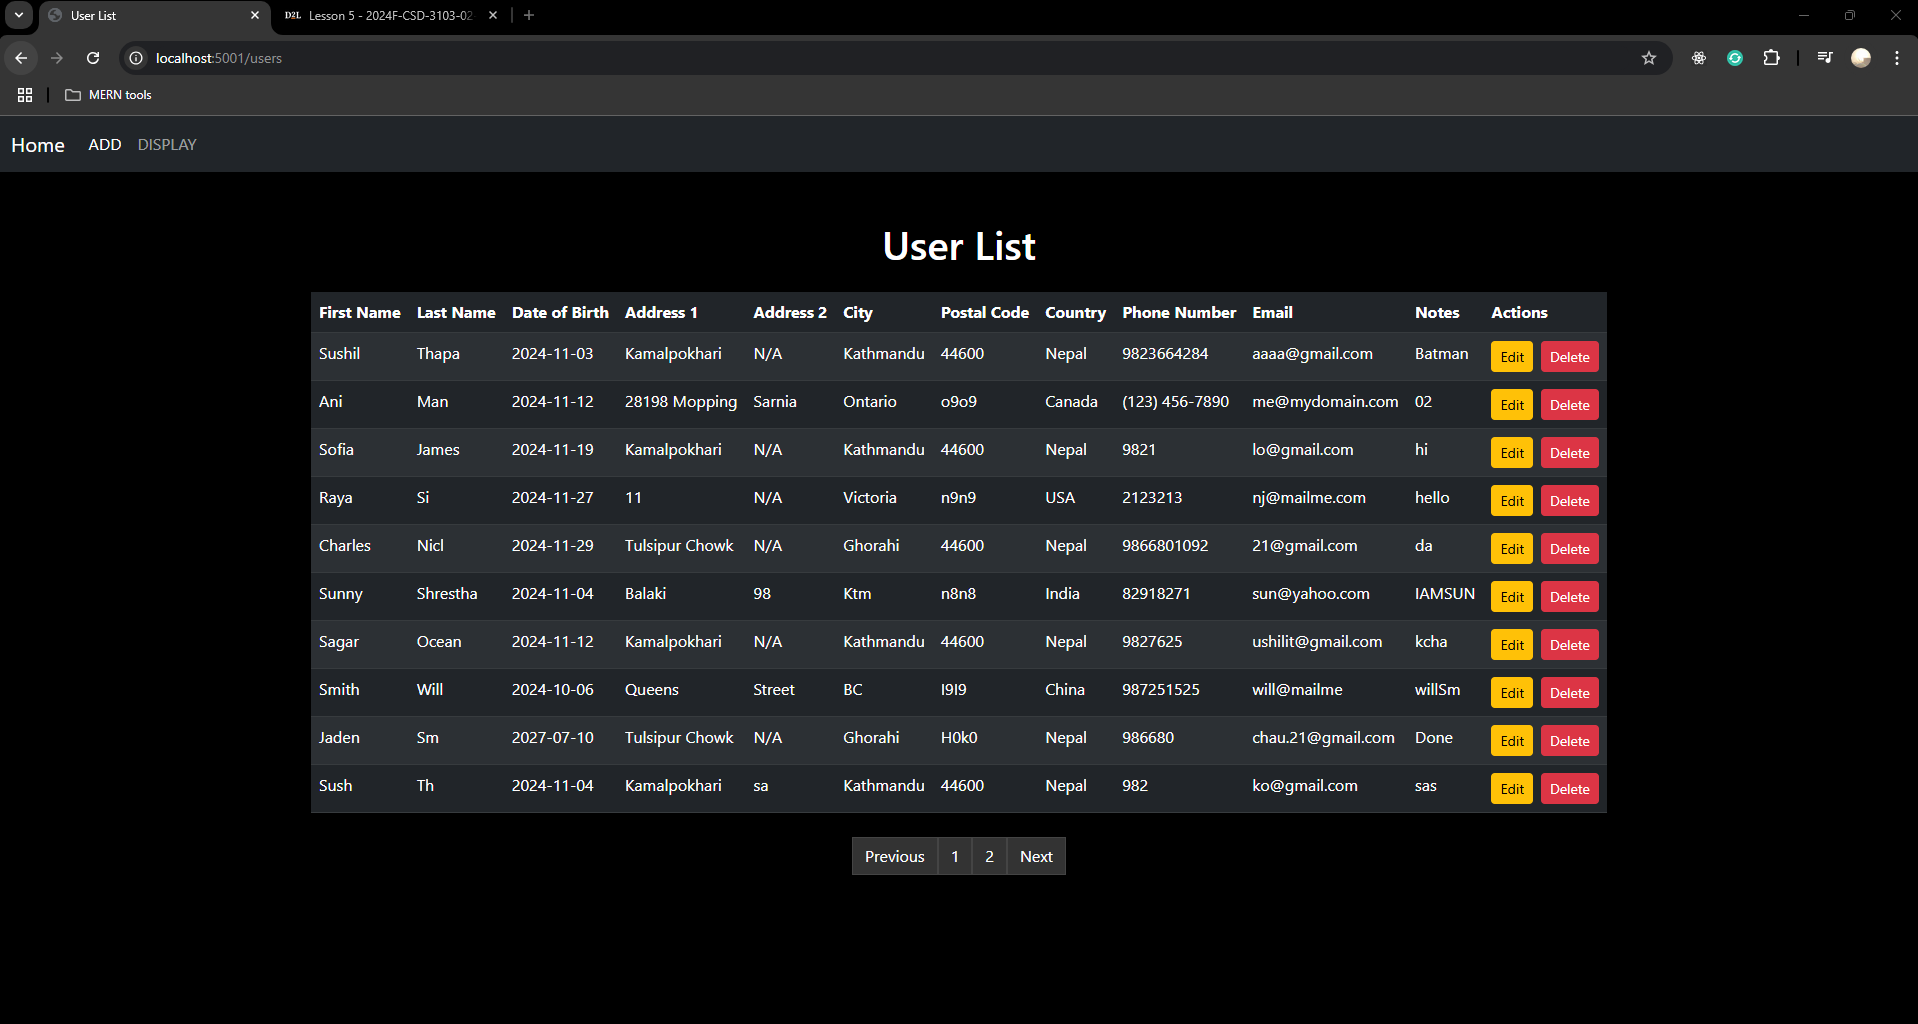 User List
D2L Lesson 5 - 2024F-CSD-3103-02
localhost:5001/users
MERN tools
Home ADD DISPLAY
User List
First Name Last Name Date of Birth Address 1 Address 2 City Postal Code Country Phone Number Email Notes Actions
Sushil Thapa 2024-11-03 Kamalpokhari N/A Kathmandu 44600 Nepal 9823664284 aaaa@gmail.com Batman Edit Delete
Ani Man 2024-11-12 28198 Mopping Sarnia Ontario o9o9 Canada (123) 456-7890 me@mydomain.com 02 Edit Delete
Sofia James 2024-11-19 Kamalpokhari N/A Kathmandu 44600 Nepal 9821 lo@gmail.com hi Edit Delete
Raya Si 2024-11-27 11 N/A Victoria n9n9 USA 2123213 nj@mailme.com hello Edit Delete
Charles Nicl 2024-11-29 Tulsipur Chowk N/A Ghorahi 44600 Nepal 9866801092 21@gmail.com da Edit Delete
Sunny Shrestha 2024-11-04 Balaki 98 Ktm n8n8 India 82918271 sun@yahoo.com IAMSUN Edit Delete
Sagar Ocean 2024-11-12 Kamalpokhari N/A Kathmandu 44600 Nepal 9827625 ushilit@gmail.com kcha Edit Delete
Smith Will 2024-10-06 Queens Street BC I9I9 China 987251525 will@mailme willSm Edit Delete
Jaden Sm 2027-07-10 Tulsipur Chowk N/A Ghorahi H0k0 Nepal 986680 chau.21@gmail.com Done Edit Delete
Sush Th 2024-11-04 Kamalpokhari sa Kathmandu 44600 Nepal 982 ko@gmail.com sas Edit Delete
Previous 1 2 Next